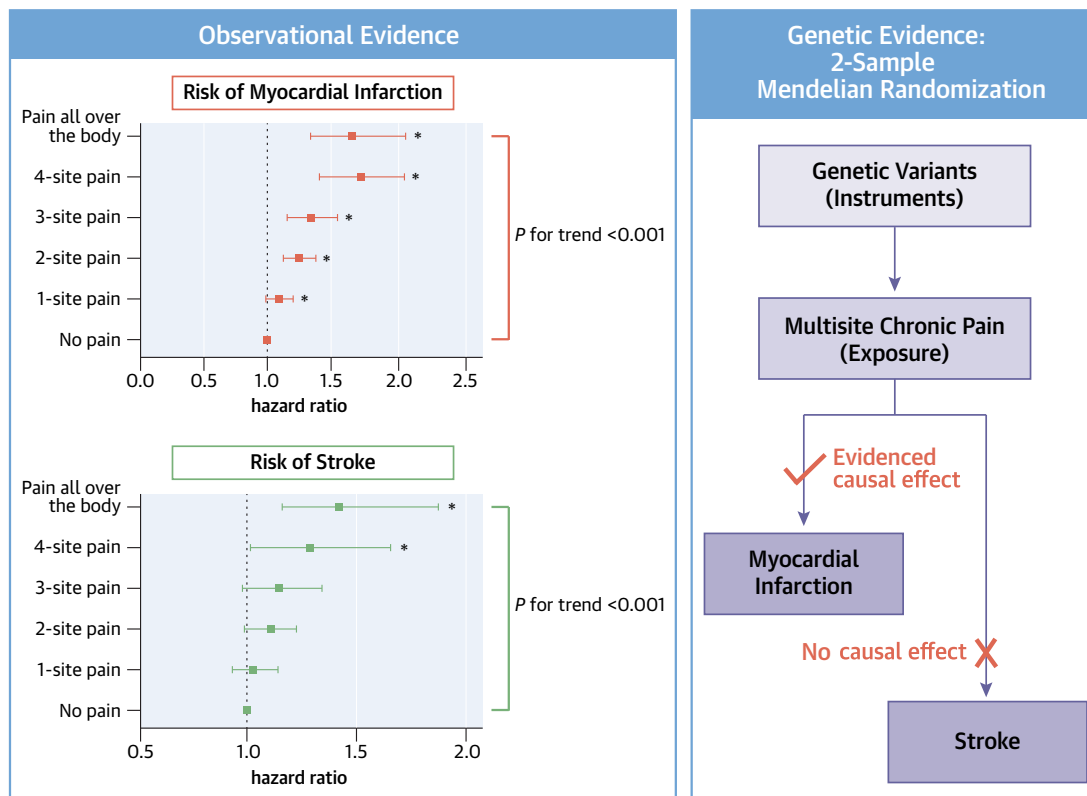 Observational Evidence
Risk of Myocardial Infarction
Pain all over
the body
*
4-site pain
*
3-site pain
*
2-site pain
*
1-site pain
*
No pain
P for trend <0.001
0.0 0.5 1.0 1.5 2.0 2.5
hazard ratio
Risk of Stroke
Pain all over
the body
*
4-site pain
*
3-site pain
2-site pain
1-site pain
No pain
P for trend <0.001
0.5 1.0 1.5 2.0
hazard ratio
Genetic Evidence:
2-Sample
Mendelian Randomization
Genetic Variants
(Instruments)
Multisite Chronic Pain
(Exposure)
Evidenced
causal effect
Myocardial
Infarction
No causal effect
Stroke